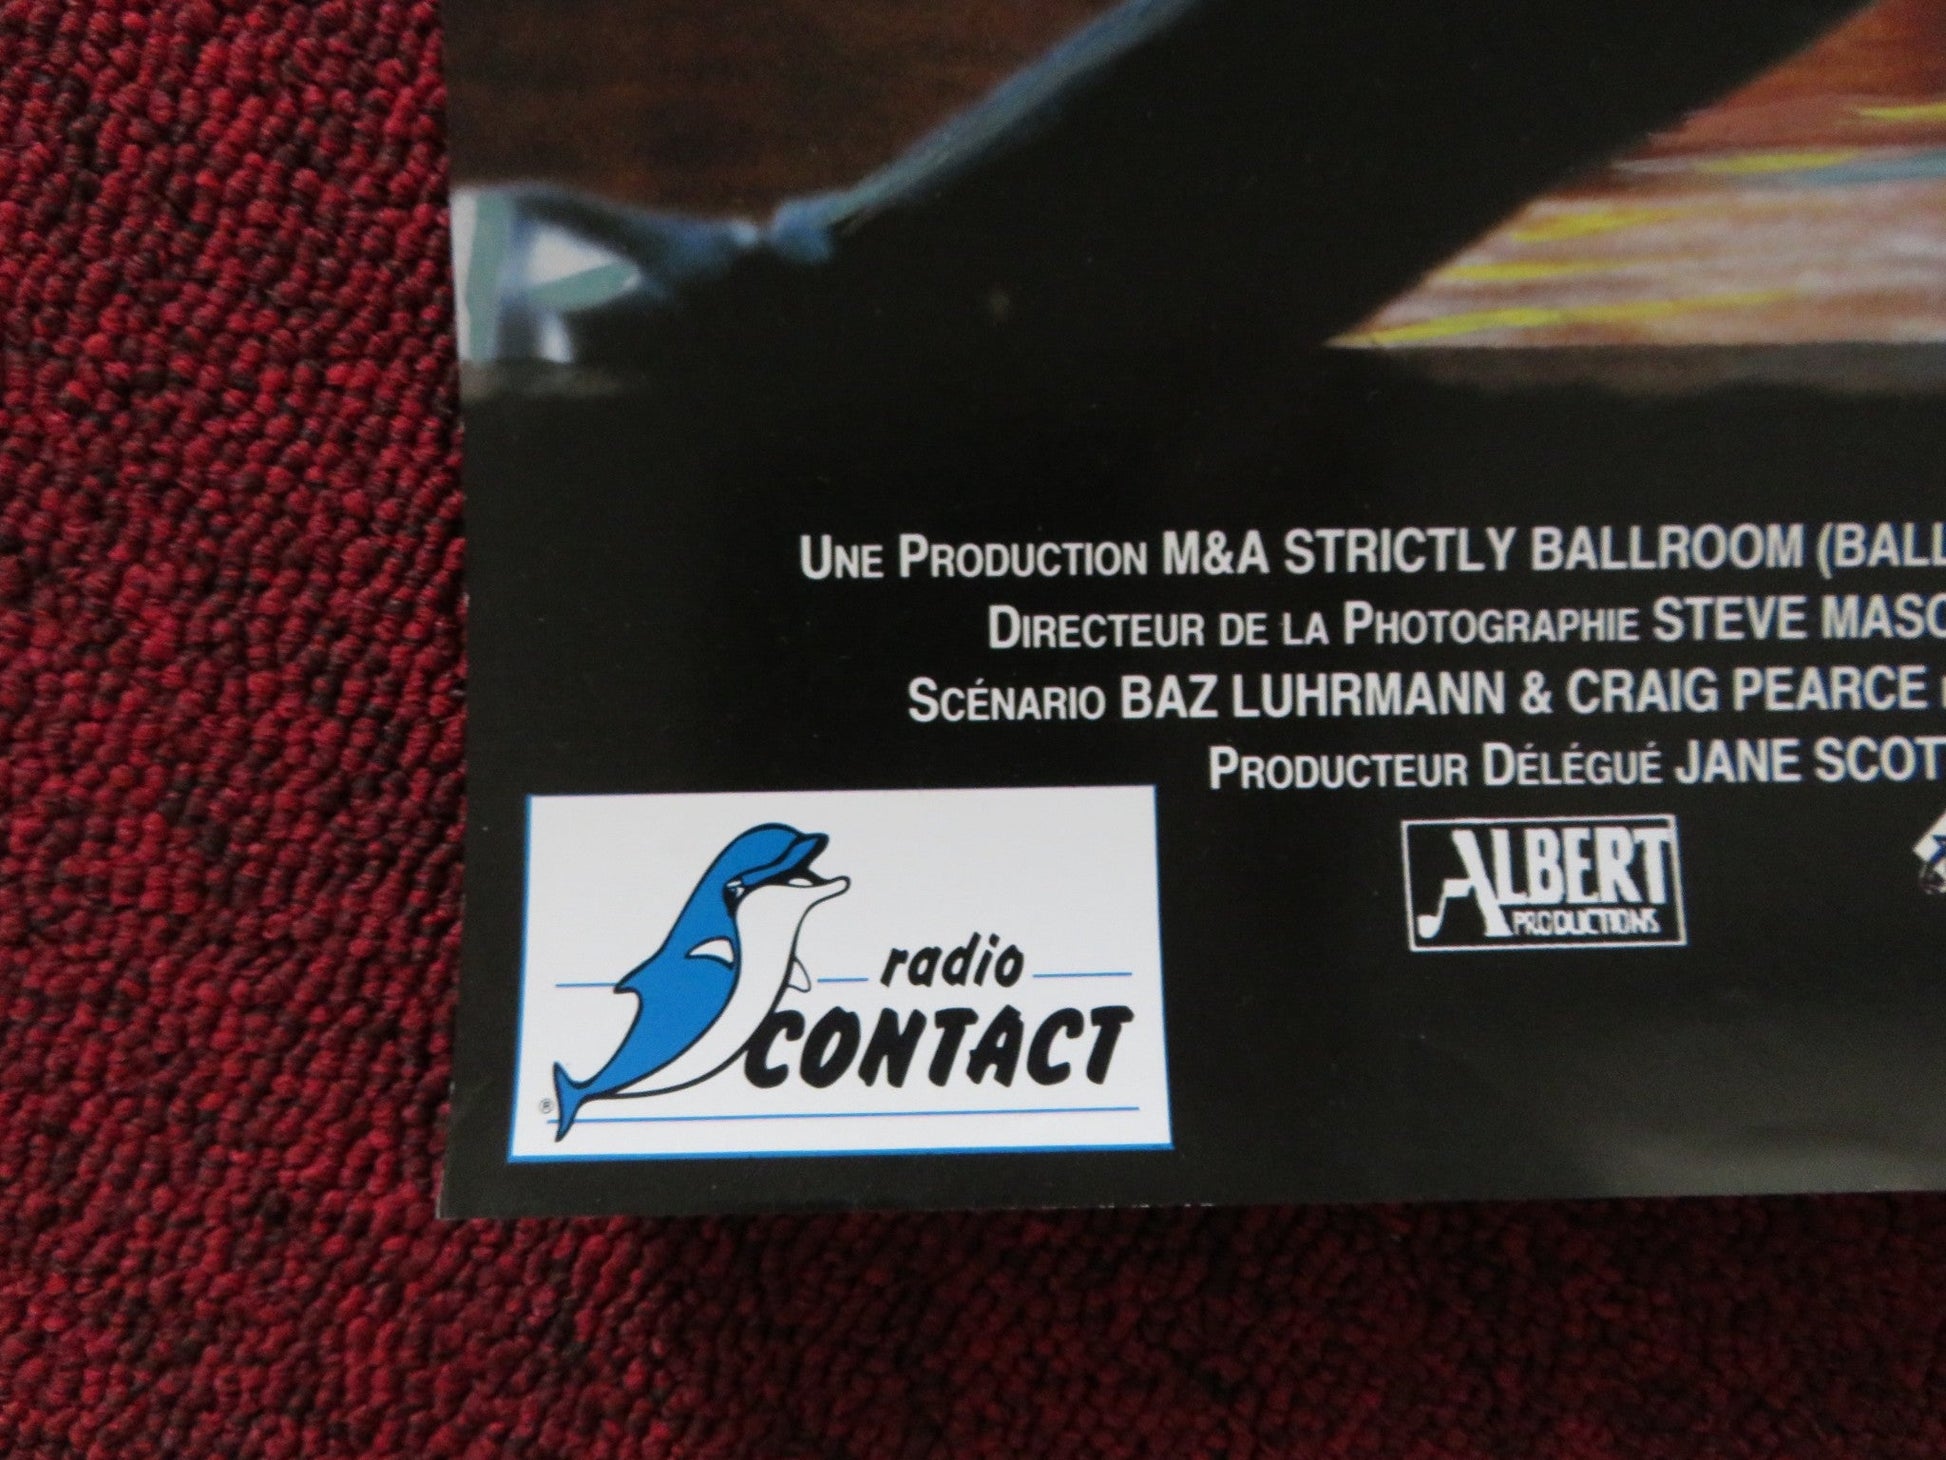 UNE PRODUCTION M&A STRICTLY BALLROOM (BALL
DIRECTEUR DE LA PHOTOGRAPHIE STEVE MASO
SCÉNARIO BAZ LUHRMANN & CRAIG PEARCE
PRODUCTEUR DÉLÉGUÉ JANE SCOTT
ALBERT
PRODUCTIONS
radio
CONTACT
®